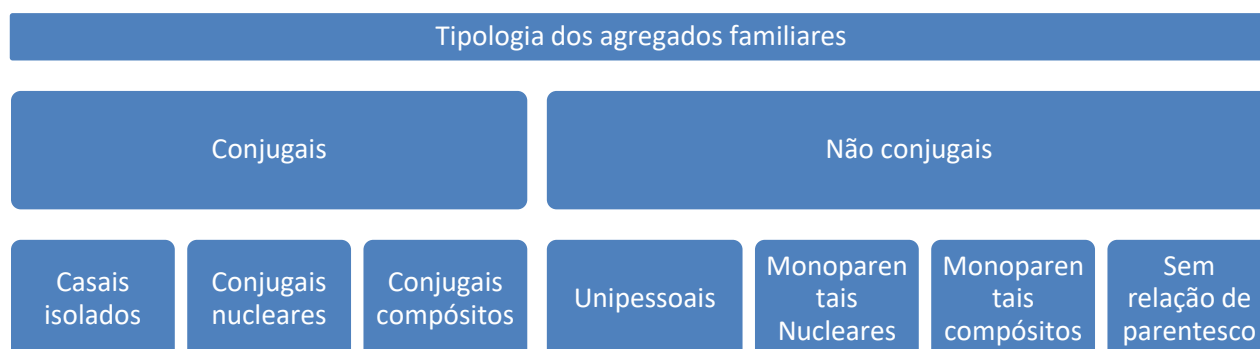 Tipologia dos agregados familiares
Conjugais
Não conjugais
Casais
isolados
Conjugais
nucleares
Conjugais
compósitos
Unipessoais
Monoparen
tais
Nucleares
Monoparen
tais
compósitos
Sem
relação de
parentesco